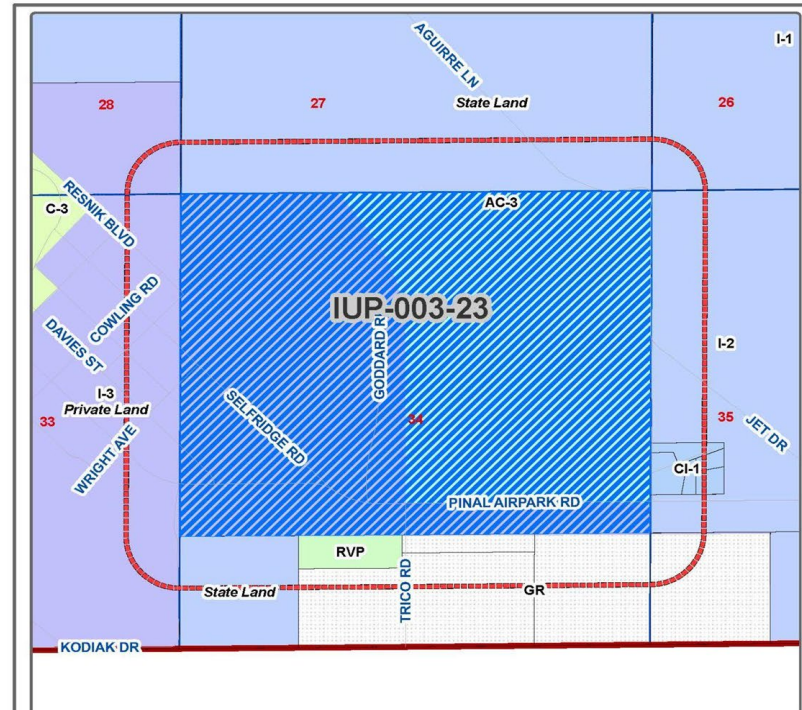 AGUIRRE LN
I-1
28
27
State Land
26
RESNIK BLVD
C-3
AC-3
COWLING RD
IUP-003-23
DAVIES ST
GODDARD R
I-2
I-3
Private Land
33
SELFRIDGE RD
34
35
JET DR
WRIGHT AVE
CI-1
PINAL AIRPARK RD
RVP
TRICO RD
State Land
GR
KODIAK DR